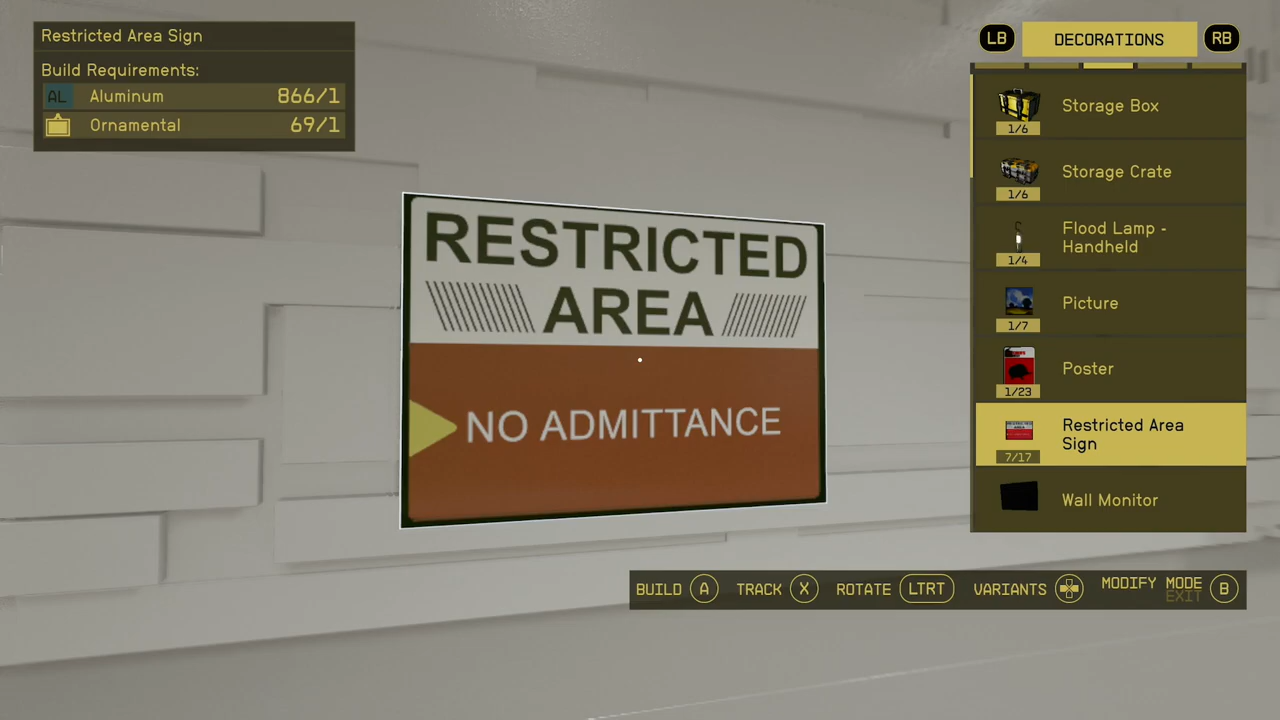 Restricted Area Sign
Build Requirements:
AL Aluminum 866/1
Ornamental 69/1
RESTRICTED
AREA
NO ADMITTANCE
LB DECORATIONS RB
Storage Box
1/6
Storage Crate
1/6
Flood Lamp -
Handheld
1/4
Picture
1/7
Poster
1/23
Restricted Area
Sign
7/17
Wall Monitor
BUILD A TRACK X ROTATE LTRT VARIANTS MODIFY MODE B
EXIT